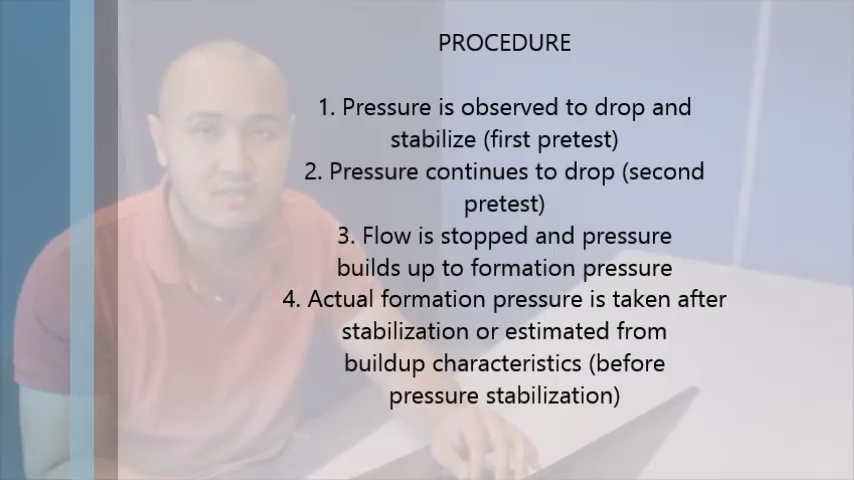 PROCEDURE
1. Pressure is observed to drop and
stabilize (first pretest)
2. Pressure continues to drop (second
pretest)
3. Flow is stopped and pressure
builds up to formation pressure
4. Actual formation pressure is taken after
stabilization or estimated from
buildup characteristics (before
pressure stabilization)